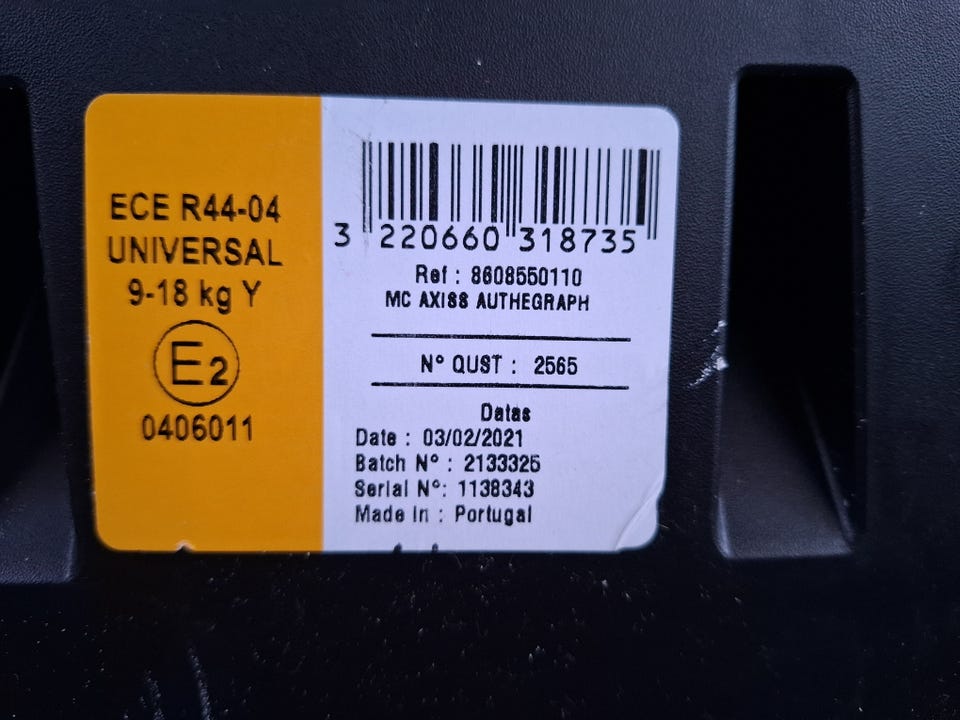 ECE R44-04
UNIVERSAL
9-18 kg Y
E2
0406011
3 220660 318735
Ref : 8608550110
MC AXISS AUTHEGRAPH
N° QUST : 2565
Datas
Date : 03/02/2021
Batch N° : 2133325
Serial N°: 1138343
Made in : Portugal